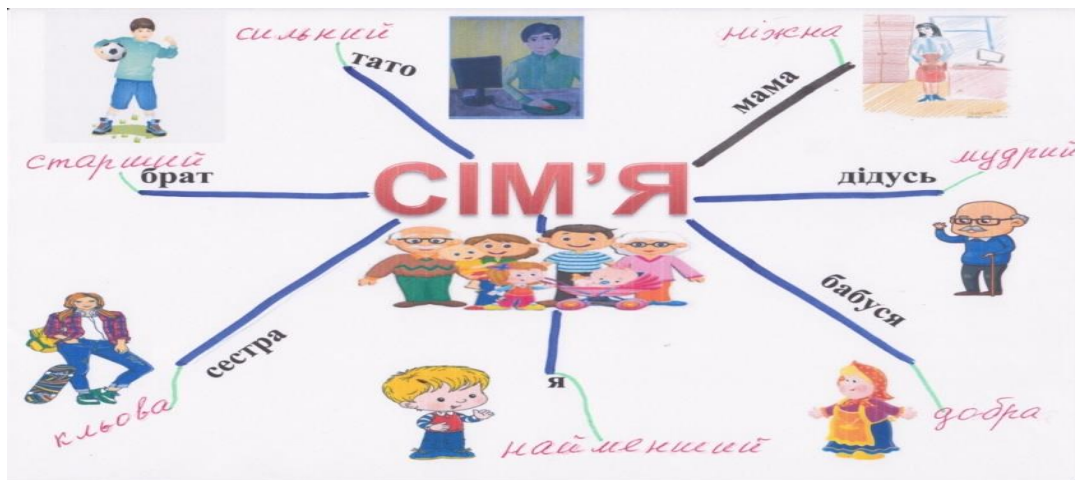 сильний
тато
ніжна
мама
старший
брат
СІМ’Я
мудрий
дідусь
бабуся
добра
сестра
кльова
я
найменший